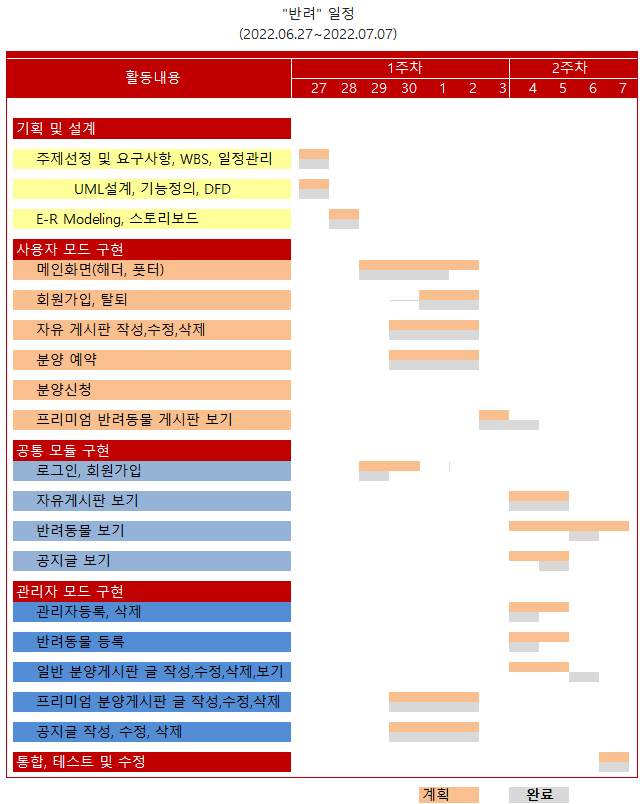 "반려" 일정
(2022.06.27~2022.07.07)
활동내용 1주차 2주차
27 28 29 30 1 2 3 4 5 6 7
기획 및 설계
주제선정 및 요구사항, WBS, 일정관리
UML설계, 기능정의, DFD
E-R Modeling, 스토리보드
사용자 모드 구현
메인화면(해더, 풋터)
회원가입, 탈퇴
자유 게시판 작성,수정,삭제
분양 예약
분양신청
프리미엄 반려동물 게시판 보기
공통 모듈 구현
로그인, 회원가입
자유게시판 보기
반려동물 보기
공지글 보기
관리자 모드 구현
관리자등록, 삭제
반려동물 등록
일반 분양게시판 글 작성,수정,삭제,보기
프리미엄 분양게시판 글 작성,수정,삭제
공지글 작성, 수정, 삭제
통합, 테스트 및 수정
계획 완료